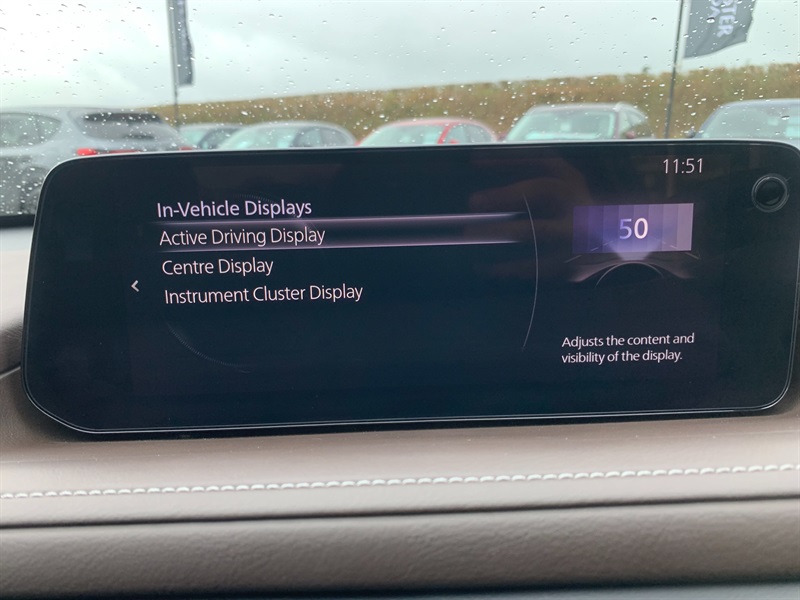 11:51
In-Vehicle Displays
Active Driving Display
Centre Display
Instrument Cluster Display
50
Adjusts the content and
visibility of the display.